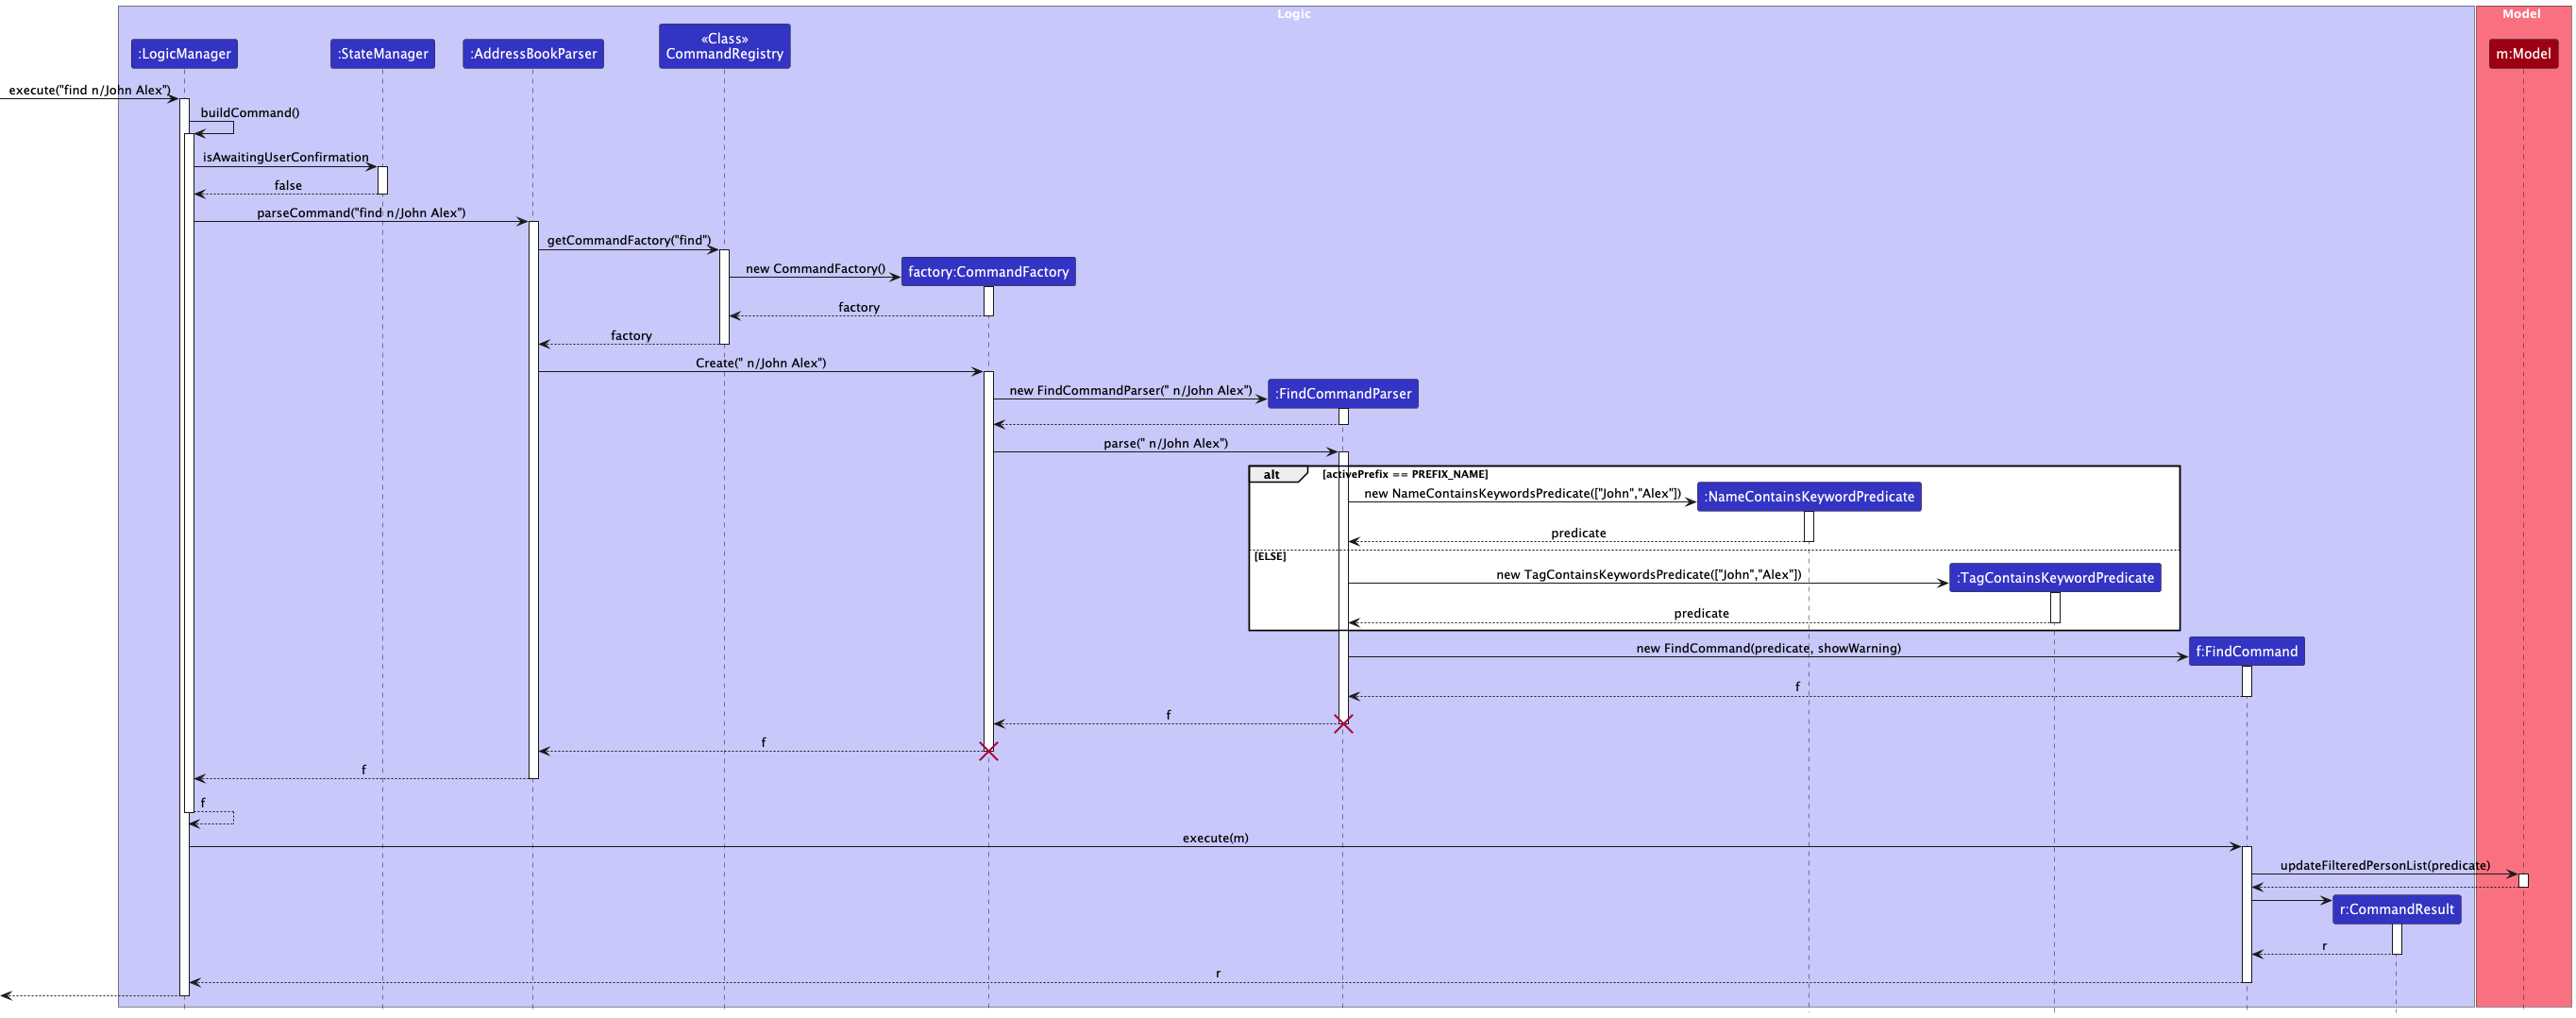 Logic
Model
:LogicManager
:StateManager
:AddressBookParser
«Class»
CommandRegistry
m:Model
execute("find n/John Alex")
buildCommand()
isAwaitingUserConfirmation
false
parseCommand("find n/John Alex")
getCommandFactory("find")
new CommandFactory()
factory:CommandFactory
factory
factory
Create(" n/John Alex")
new FindCommandParser(" n/John Alex")
:FindCommandParser
parse(" n/John Alex")
alt
[activePrefix == PREFIX_NAME]
new NameContainsKeywordsPredicate(["John","Alex"])
:NameContainsKeywordPredicate
predicate
[ELSE]
new TagContainsKeywordsPredicate(["John","Alex"])
:TagContainsKeywordPredicate
predicate
new FindCommand(predicate, showWarning)
f:FindCommand
f
f
f
f
f
execute(m)
updateFilteredPersonList(predicate)
r:CommandResult
r
r